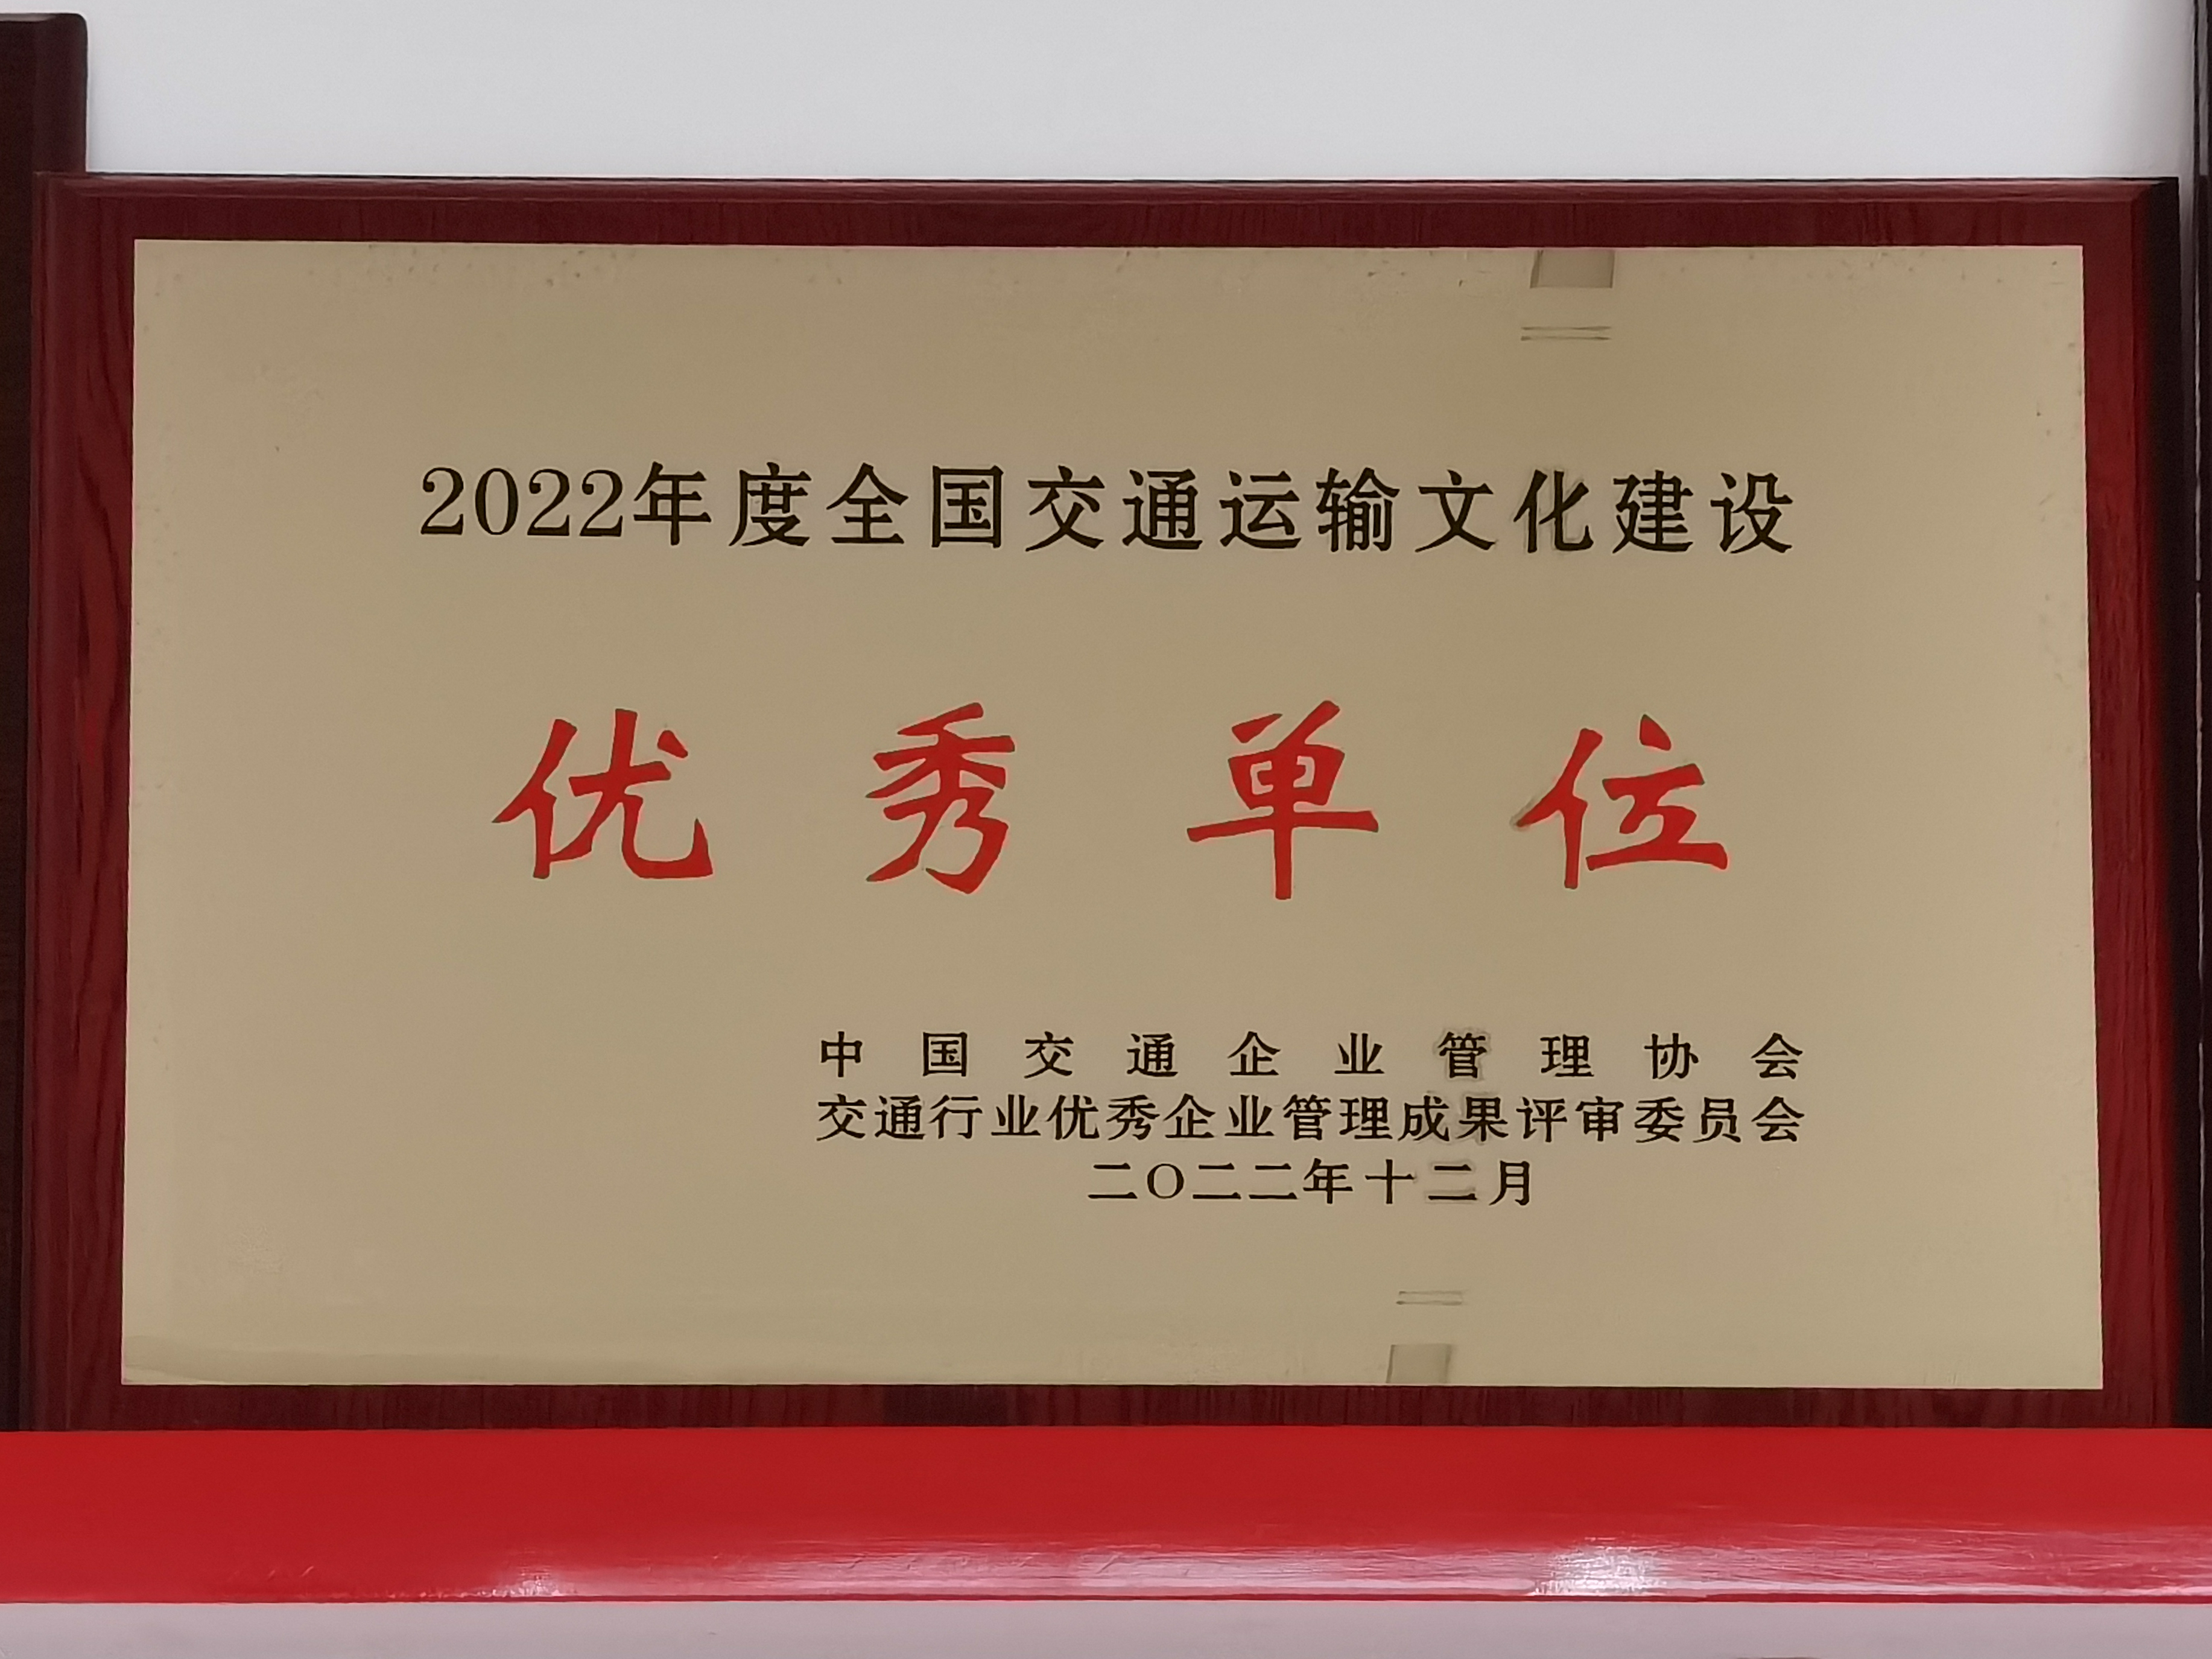 2022年度全国交通运输文化建设
优秀单位
中国交通企业管理协会
交通行业优秀企业管理成果评审委员会
二〇二二年十二月